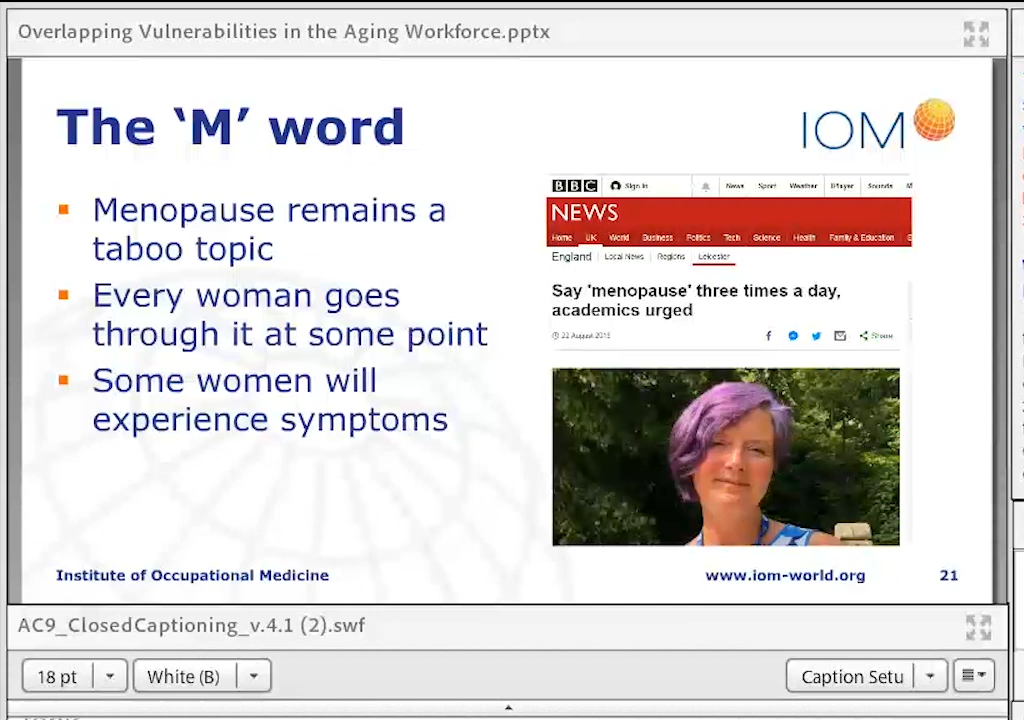 Overlapping Vulnerabilities in the Aging Workforce.pptx
The ‘M’ word
IOM
Menopause remains a
taboo topic
Every woman goes
through it at some point
Some women will
experience symptoms
BBC Sign in News Sport Weather iPlayer Sounds M
NEWS
Home UK World Business Politics Tech Science Health Family & Education
England Local News Regions Leicester
Say 'menopause' three times a day,
academics urged
Share
Institute of Occupational Medicine
www.iom-world.org
21
AC9_ClosedCaptioning_v.4.1 (2).swf
18 pt
White (B)
Caption Setu